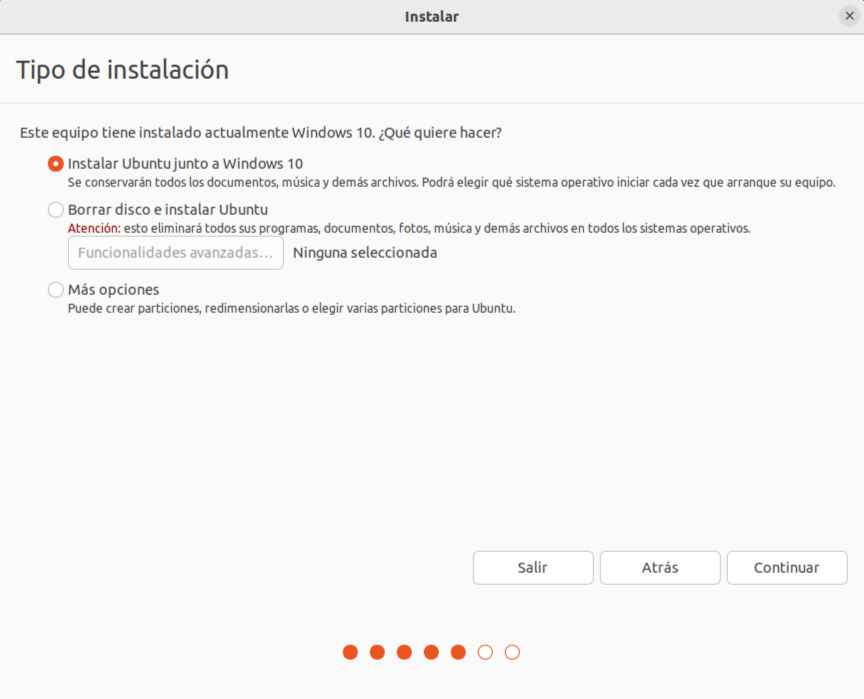 Instalar
Tipo de instalación
Este equipo tiene instalado actualmente Windows 10. ¿Qué quiere hacer?
Instalar Ubuntu junto a Windows 10
Se conservarán todos los documentos, música y demás archivos. Podrá elegir qué sistema operativo iniciar cada vez que arranque su equipo.
Borrar disco e instalar Ubuntu
Atención: esto eliminará todos sus programas, documentos, fotos, música y demás archivos en todos los sistemas operativos.
Funcionalidades avanzadas... Ninguna seleccionada
Más opciones
Puede crear particiones, redimensionarlas o elegir varias particiones para Ubuntu.
Salir Atrás Continuar